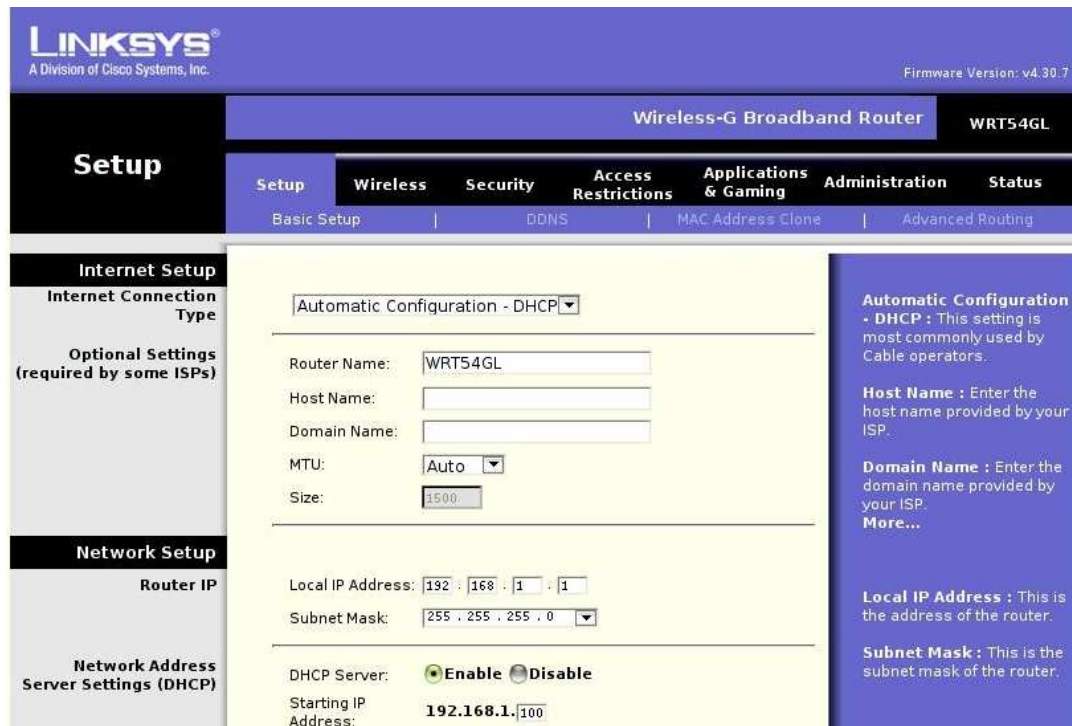 LINKSYS®
A Division of Cisco Systems, Inc.
Firmware Version: v4.30.7
Wireless-G Broadband Router
WRT54GL
Setup
Setup
Wireless
Security
Access Restrictions
Applications & Gaming
Administration
Status
Basic Setup | DDNS | MAC Address Clone | Advanced Routing
Internet Setup
Internet Connection
Type
Automatic Configuration - DHCP
Optional Settings
(required by some ISPs)
Router Name: WRT54GL
Host Name:
Domain Name:
MTU: Auto
Size: 1500
Network Setup
Router IP
Local IP Address: 192 . 168 . 1 . 1
Subnet Mask: 255 . 255 . 255 . 0
Network Address
Server Settings (DHCP)
DHCP Server: Enable Disable
Starting IP
Address: 192.168.1. 100
Automatic Configuration
- DHCP : This setting is
most commonly used by
Cable operators.
Host Name : Enter the
host name provided by your
ISP.
Domain Name : Enter the
domain name provided by
your ISP.
More...
Local IP Address : This is
the address of the router.
Subnet Mask : This is the
subnet mask of the router.